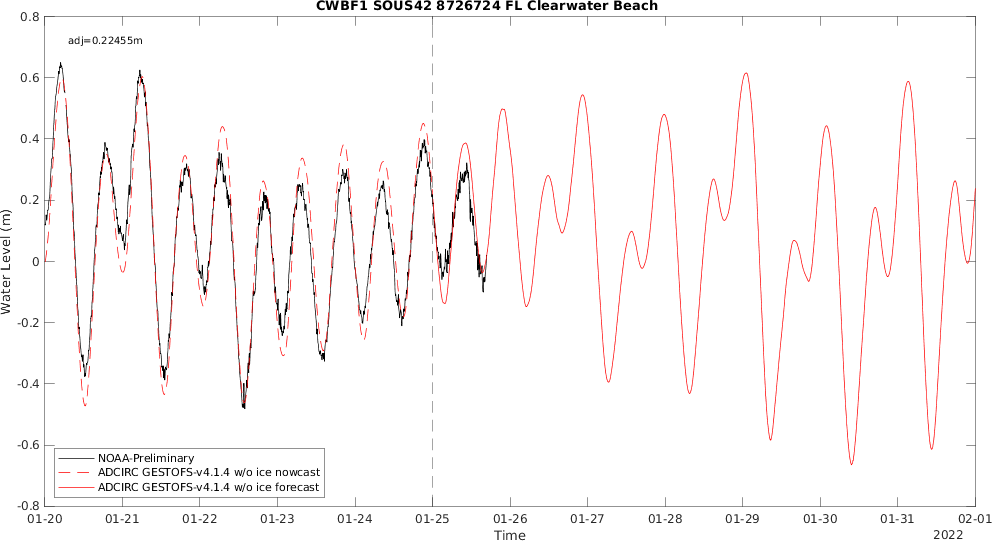 CWBF1 SOUS42 8726724 FL Clearwater Beach
adj=0.22455m
0.8
0.6
0.4
0.2
0
-0.2
-0.4
-0.6
-0.8
Water Level (m)
NOAA-Preliminary
ADCIRC GESTOFS-v4.1.4 w/o ice nowcast
ADCIRC GESTOFS-v4.1.4 w/o ice forecast
01-20 01-21 01-22 01-23 01-24 01-25 01-26 01-27 01-28 01-29 01-30 01-31 02-01
Time
2022